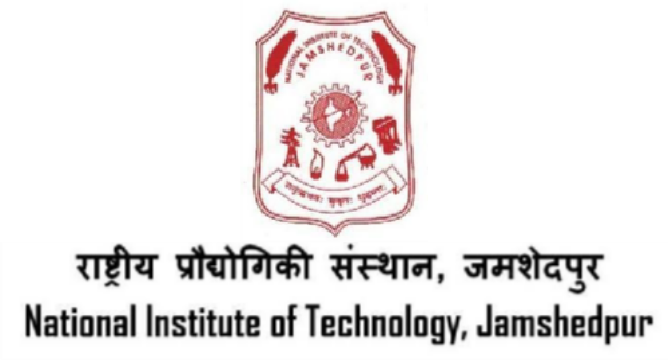 NATIONAL INSTITUTE OF TECHNOLOGY
JAMSHEDPUR
राष्ट्रीय प्रौद्योगिकी संस्थान, जमशेदपुर
National Institute of Technology, Jamshedpur